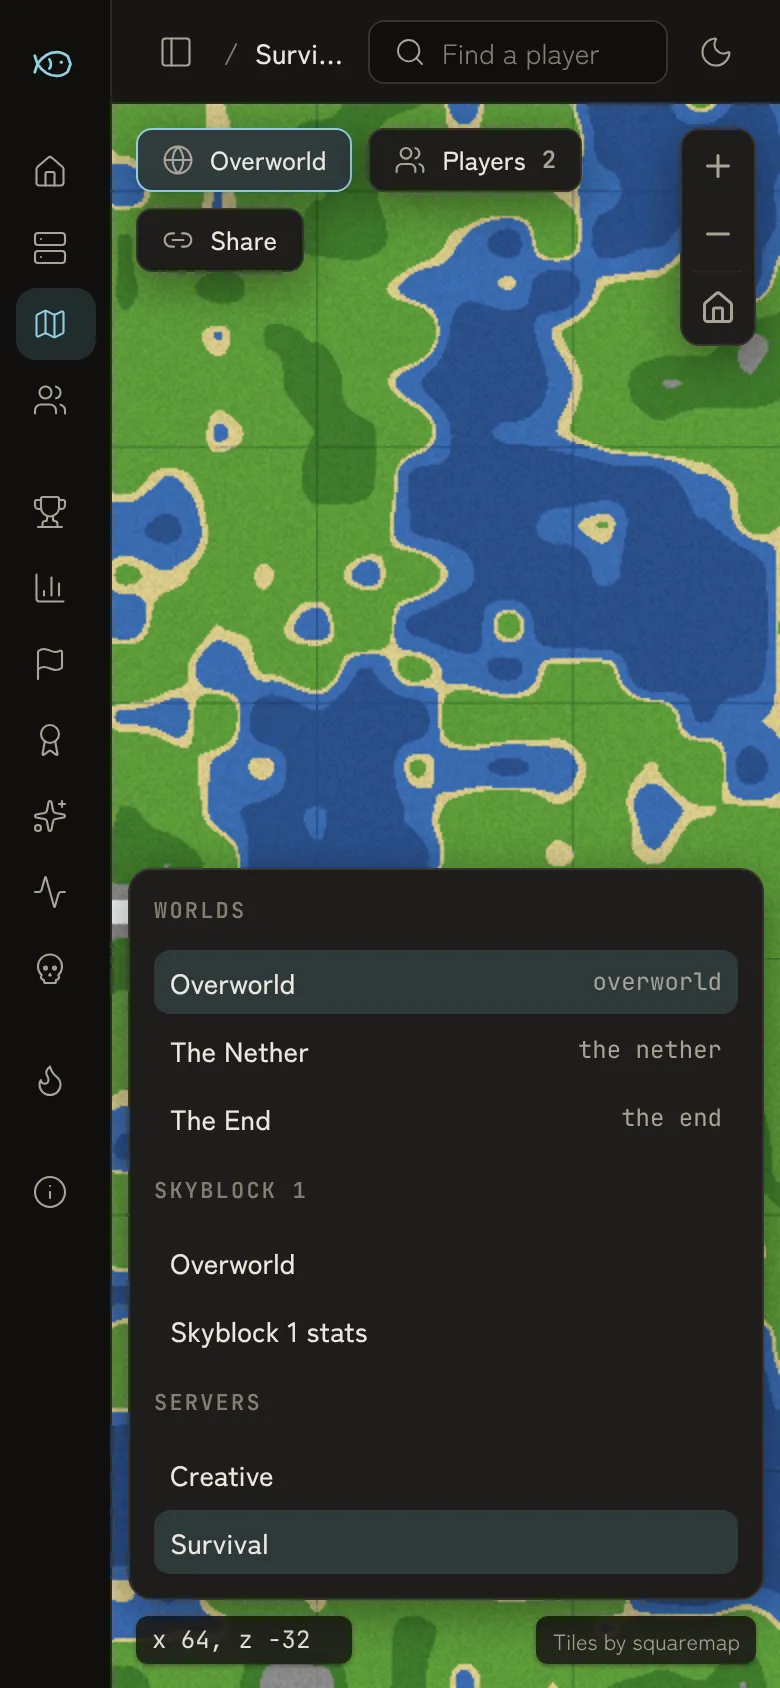 / Survi... Find a player
Overworld Players 2
Share
WORLDS
Overworld overworld
The Nether the nether
The End the end
SKYBLOCK 1
Overworld
Skyblock 1 stats
SERVERS
Creative
Survival
x 64, z -32 Tiles by squaremap